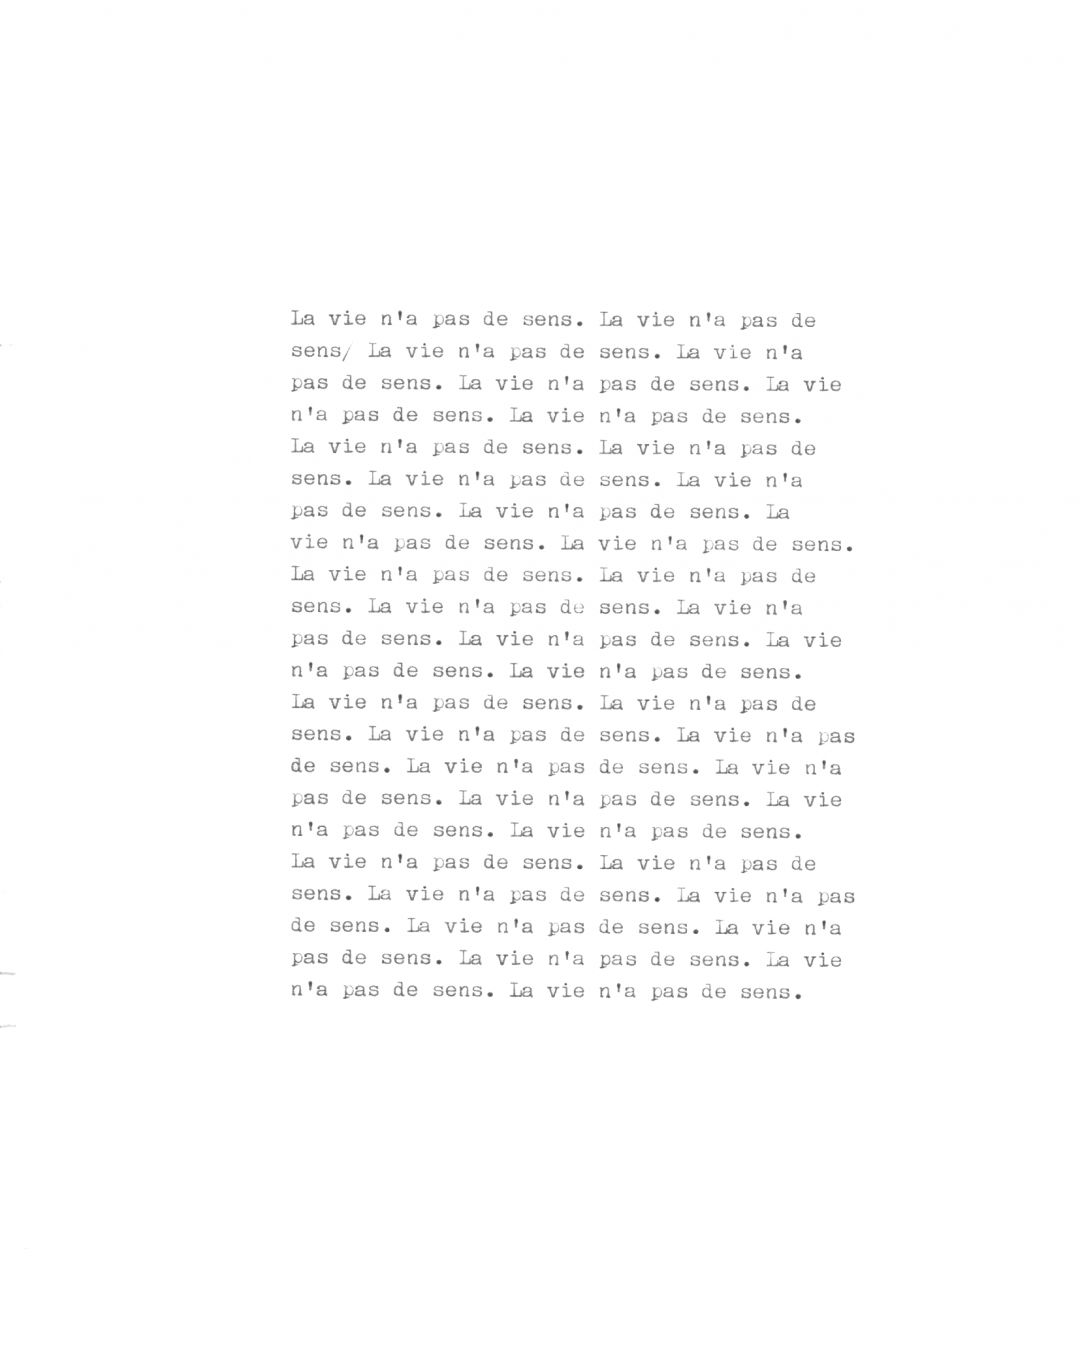 La vie n'a pas de sens. La vie n'a pas de
sens/ La vie n'a pas de sens. La vie n'a
pas de sens. La vie n'a pas de sens. La vie
n'a pas de sens. La vie n'a pas de sens.
La vie n'a pas de sens. La vie n'a pas de
sens. La vie n'a pas de sens. La vie n'a
pas de sens. La vie n'a pas de sens. La
vie n'a pas de sens. La vie n'a pas de sens.
La vie n'a pas de sens. La vie n'a pas de
sens. La vie n'a pas de sens. La vie n'a
pas de sens. La vie n'a pas de sens. La vie
n'a pas de sens. La vie n'a pas de sens.
La vie n'a pas de sens. La vie n'a pas de
sens. La vie n'a pas de sens. La vie n'a pas
de sens. La vie n'a pas de sens. La vie n'a
pas de sens. La vie n'a pas de sens. La vie
n'a pas de sens. La vie n'a pas de sens.
La vie n'a pas de sens. La vie n'a pas de
sens. La vie n'a pas de sens. La vie n'a pas
de sens. La vie n'a pas de sens. La vie n'a
pas de sens. La vie n'a pas de sens. La vie
n'a pas de sens. La vie n'a pas de sens.